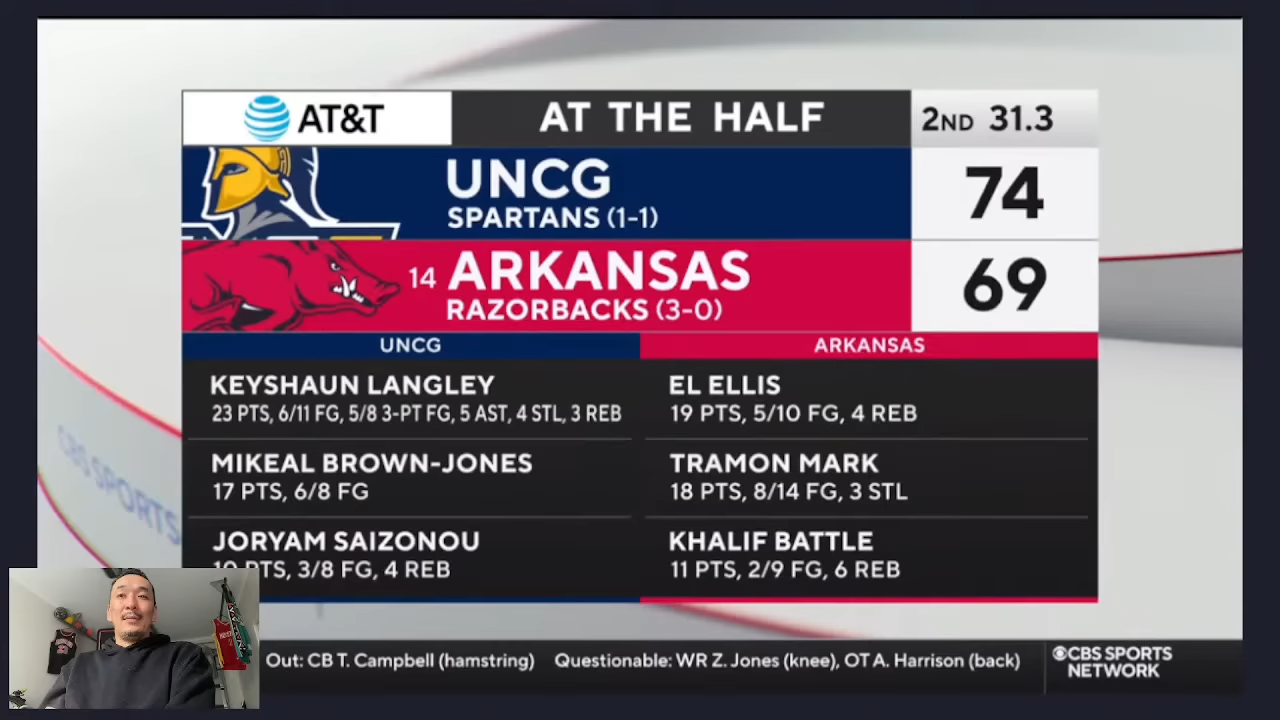 AT&T
AT THE HALF
2ND 31.3
UNCG
SPARTANS (1-1)
74
14 ARKANSAS
RAZORBACKS (3-0)
69
UNCG
ARKANSAS
KEYSHAUN LANGLEY
23 PTS, 6/11 FG, 5/8 3-PT FG, 5 AST, 4 STL, 3 REB
EL ELLIS
19 PTS, 5/10 FG, 4 REB
MIKEAL BROWN-JONES
17 PTS, 6/8 FG
TRAMON MARK
18 PTS, 8/14 FG, 3 STL
JORYAM SAIZONOU
10 PTS, 3/8 FG, 4 REB
KHALIF BATTLE
11 PTS, 2/9 FG, 6 REB
CBS SPORTS
Out: CB T. Campbell (hamstring) Questionable: WR Z. Jones (knee), OT A. Harrison (back)
CBS SPORTS
NETWORK